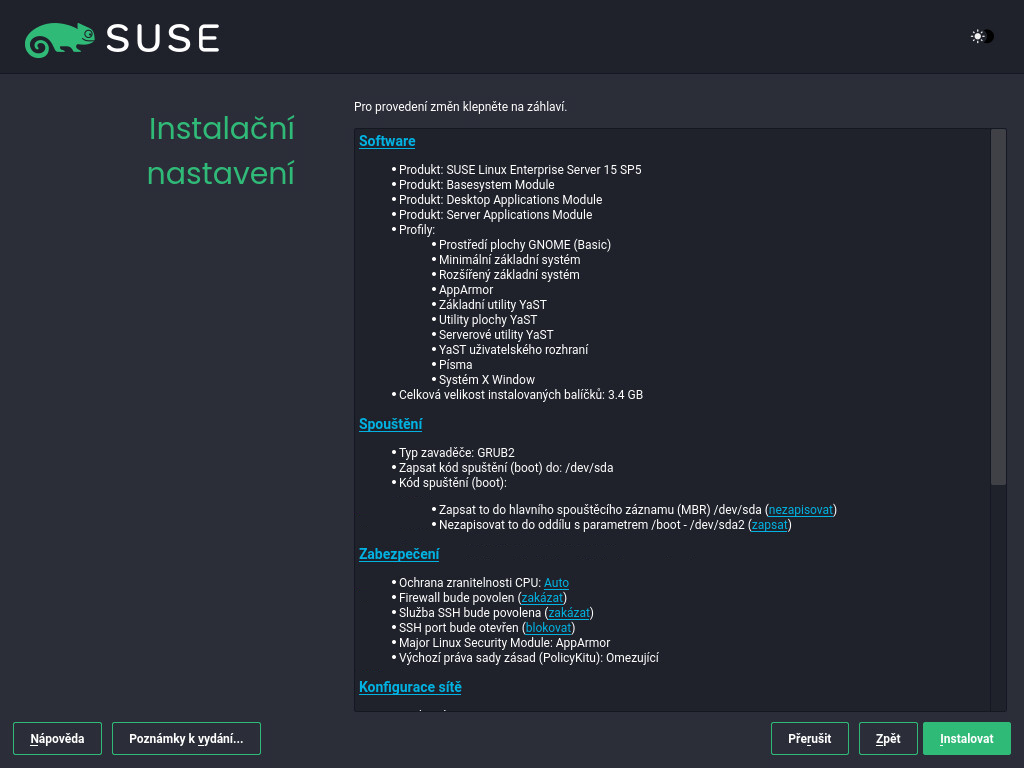 SUSE
Instalační
nastavení
Pro provedení změn klepněte na záhlaví.
Software
• Produkt: SUSE Linux Enterprise Server 15 SP5
• Produkt: Basesystem Module
• Produkt: Desktop Applications Module
• Produkt: Server Applications Module
• Profily:
• Prostředí plochy GNOME (Basic)
• Minimální základní systém
• Rozšířený základní systém
• AppArmor
• Základní utility YaST
• Utility plochy YaST
• Serverové utility YaST
• YaST uživatelského rozhraní
• Písma
• Systém X Window
• Celková velikost instalovaných balíčků: 3.4 GB
Spouštění
• Typ zavaděče: GRUB2
• Zapsat kód spuštění (boot) do: /dev/sda
• Kód spuštění (boot):
• Zapsat to do hlavního spouštěcího záznamu (MBR) /dev/sda (nezapisovat)
• Nezapisovat to do oddílu s parametrem /boot - /dev/sda2 (zapsat)
Zabezpečení
• Ochrana zranitelnosti CPU: Auto
• Firewall bude povolen (zakázat)
• Služba SSH bude povolena (zakázat)
• SSH port bude otevřen (blokovat)
• Major Linux Security Module: AppArmor
• Výchozí práva sady zásad (PolicyKitu): Omezující
Konfigurace sítě
Nápověda
Poznámky k vydání...
Přerušit
Zpět
Instalovat